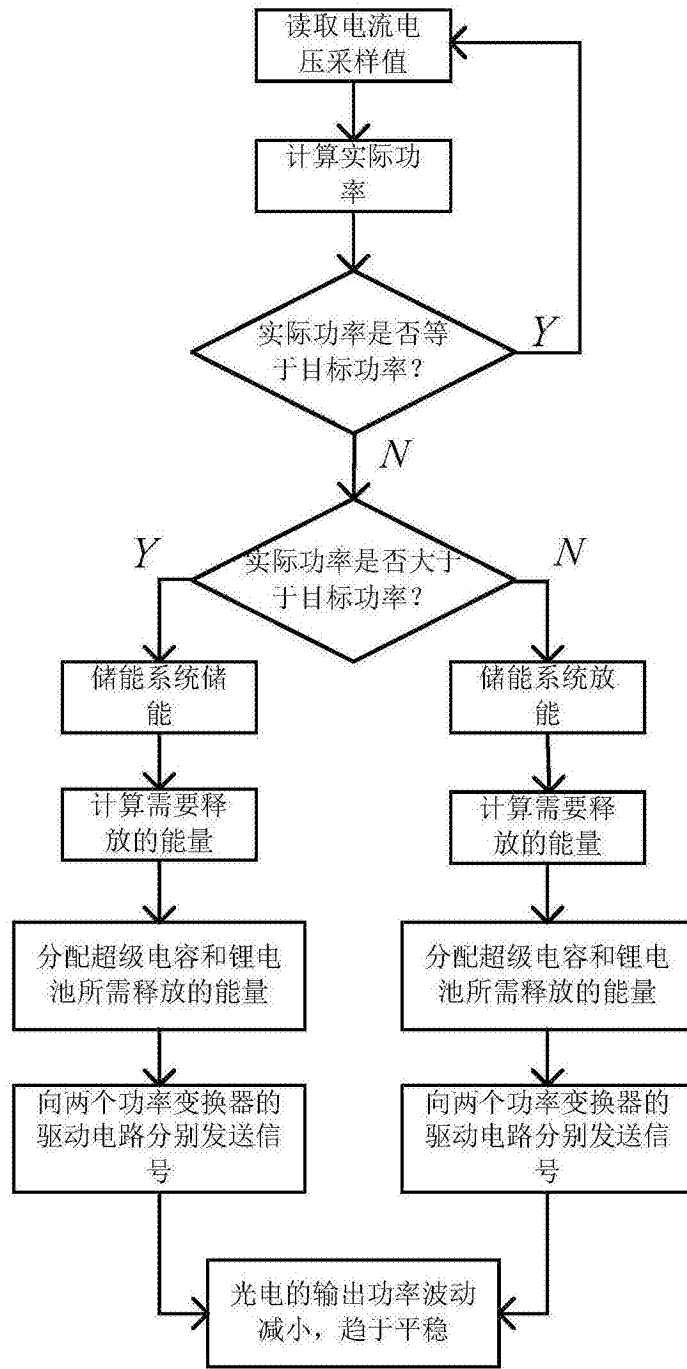 读取电流电
压采样值
计算实际功
率
实际功率是否等
于目标功率？
Y
N
实际功率是否大于
于目标功率？
Y
N
储能系统储
能
储能系统放
能
计算需要释
放的能量
计算需要释
放的能量
分配超级电容和锂电
池所需释放的能量
分配超级电容和锂电
池所需释放的能量
向两个功率变换器的
驱动电路分别发送信
号
向两个功率变换器的
驱动电路分别发送信
号
光电的输出功率波动
减小，趋于平稳